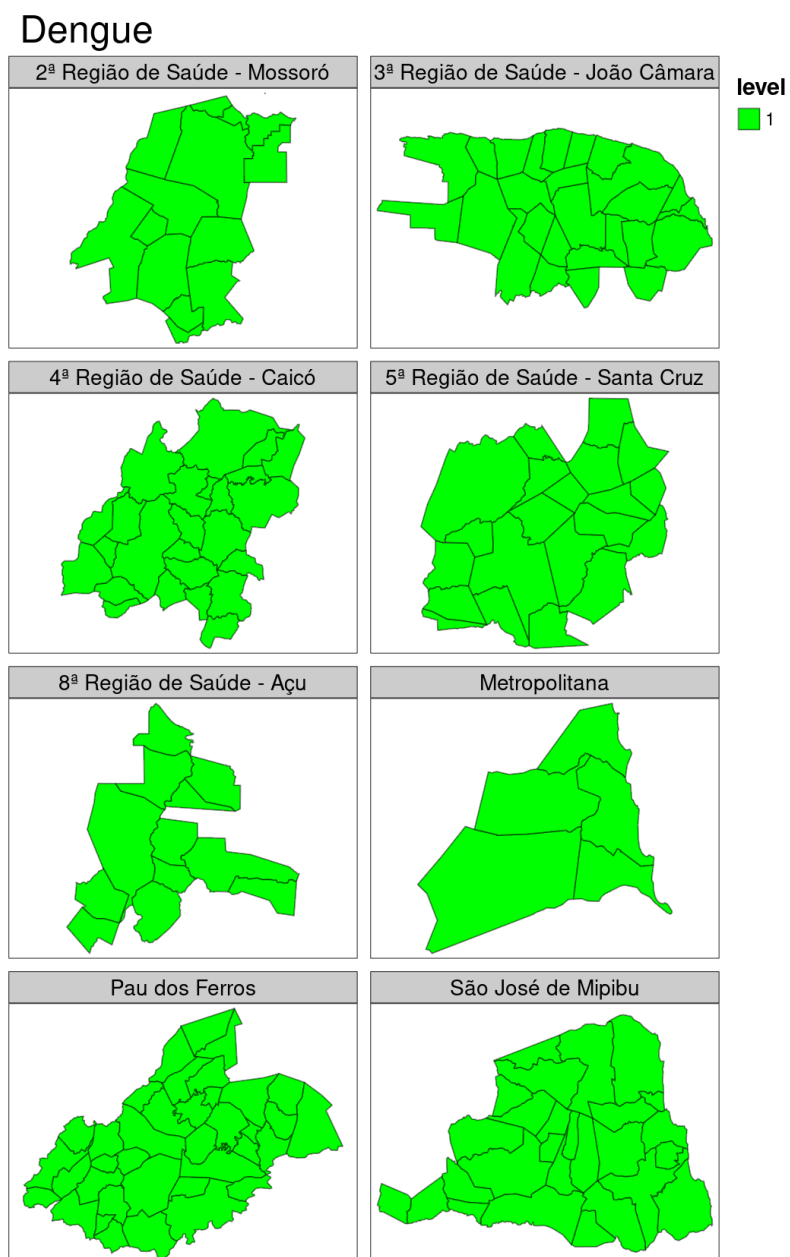 Dengue
2ª Região de Saúde - Mossoró
3ª Região de Saúde - João Câmara
level
1
4ª Região de Saúde - Caicó
5ª Região de Saúde - Santa Cruz
8ª Região de Saúde - Açu
Metropolitana
Pau dos Ferros
São José de Mipibu